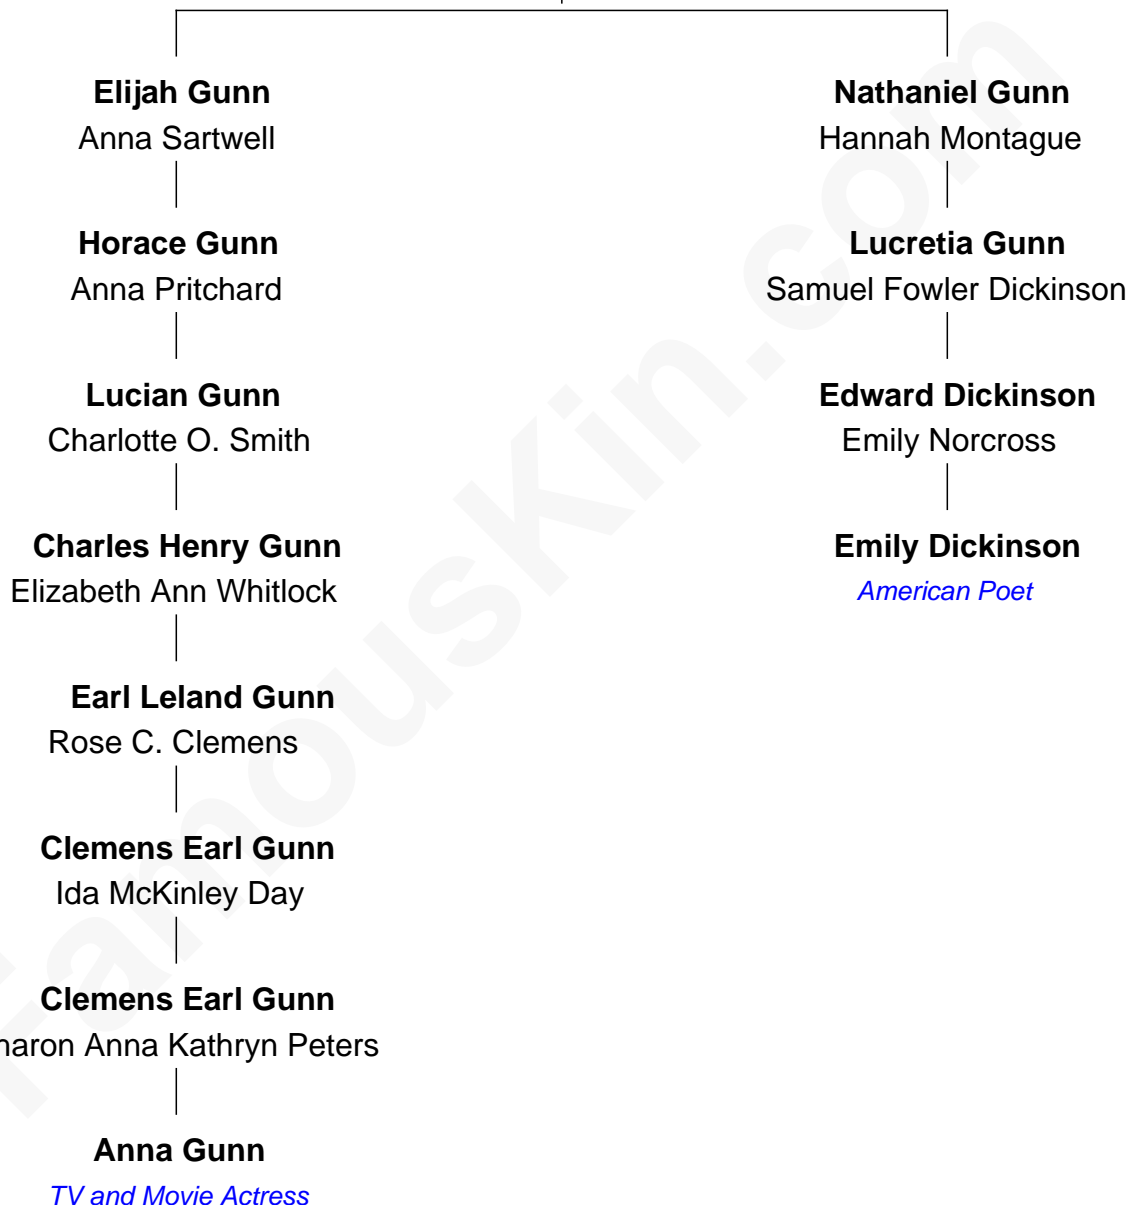 Elijah Gunn
Anna Sartwell
Horace Gunn
Anna Pritchard
Lucian Gunn
Charlotte O. Smith
Charles Henry Gunn
Elizabeth Ann Whitlock
Earl Leland Gunn
Rose C. Clemens
Clemens Earl Gunn
Ida McKinley Day
Clemens Earl Gunn
Anna Kathryn Peters
Anna Gunn
TV and Movie Actress
Nathaniel Gunn
Hannah Montague
Lucretia Gunn
Samuel Fowler Dickinson
Edward Dickinson
Emily Norcross
Emily Dickinson
American Poet
FamousKin.com